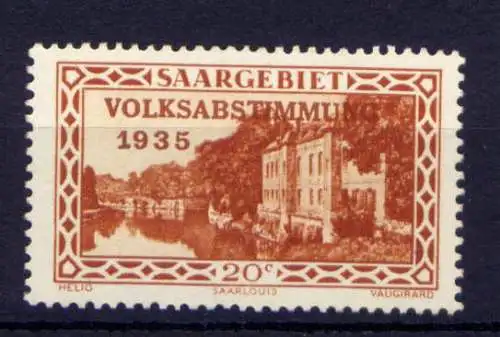 SAARGEBIET
VOLKSABSTIMMUNG
1935
20c
HELIO SAARLOUIS VAUGIRARD